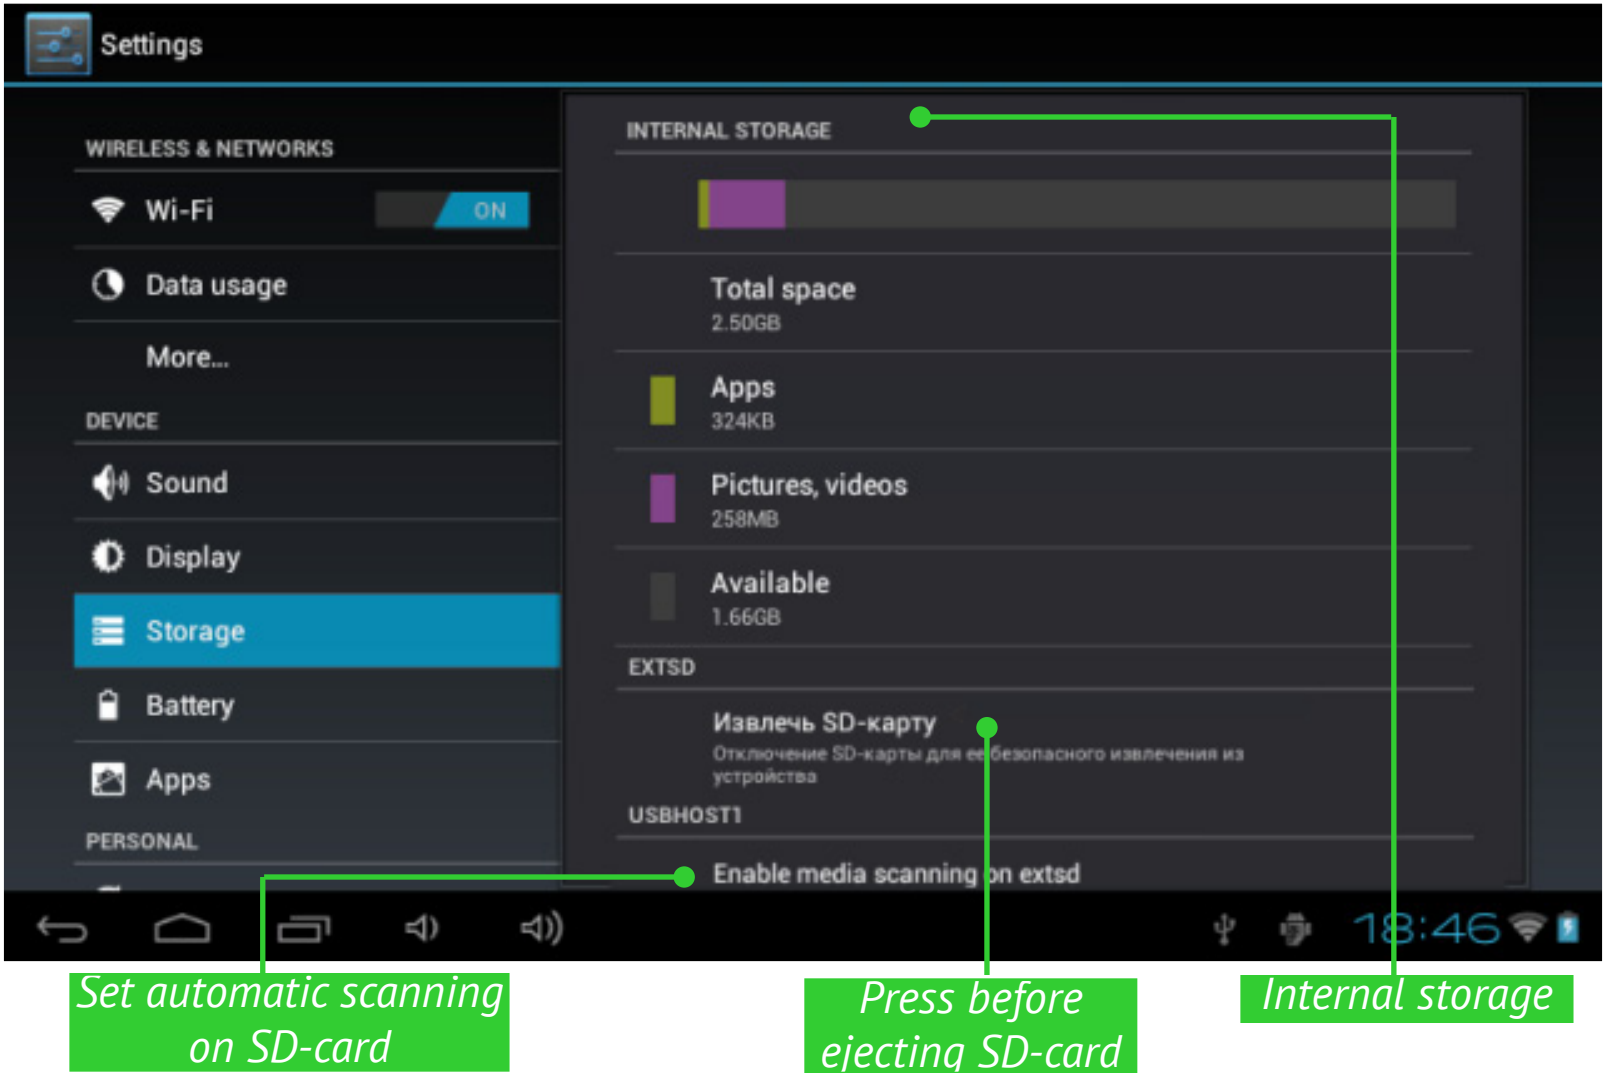 Settings
WIRELESS & NETWORKS
Wi-Fi
ON
Data usage
More...
DEVICE
Sound
Display
Storage
Battery
Apps
PERSONAL
INTERNAL STORAGE
Total space
2.50GB
Apps
324KB
Pictures, videos
258MB
Available
1.66GB
EXTSD
Извлечь SD-карту
Отключение SD-карты для ее безопасного извлечения из
устройства
USBHOST1
Enable media scanning on extsd
18:46
Set automatic scanning
on SD-card
Press before
ejecting SD-card
Internal storage